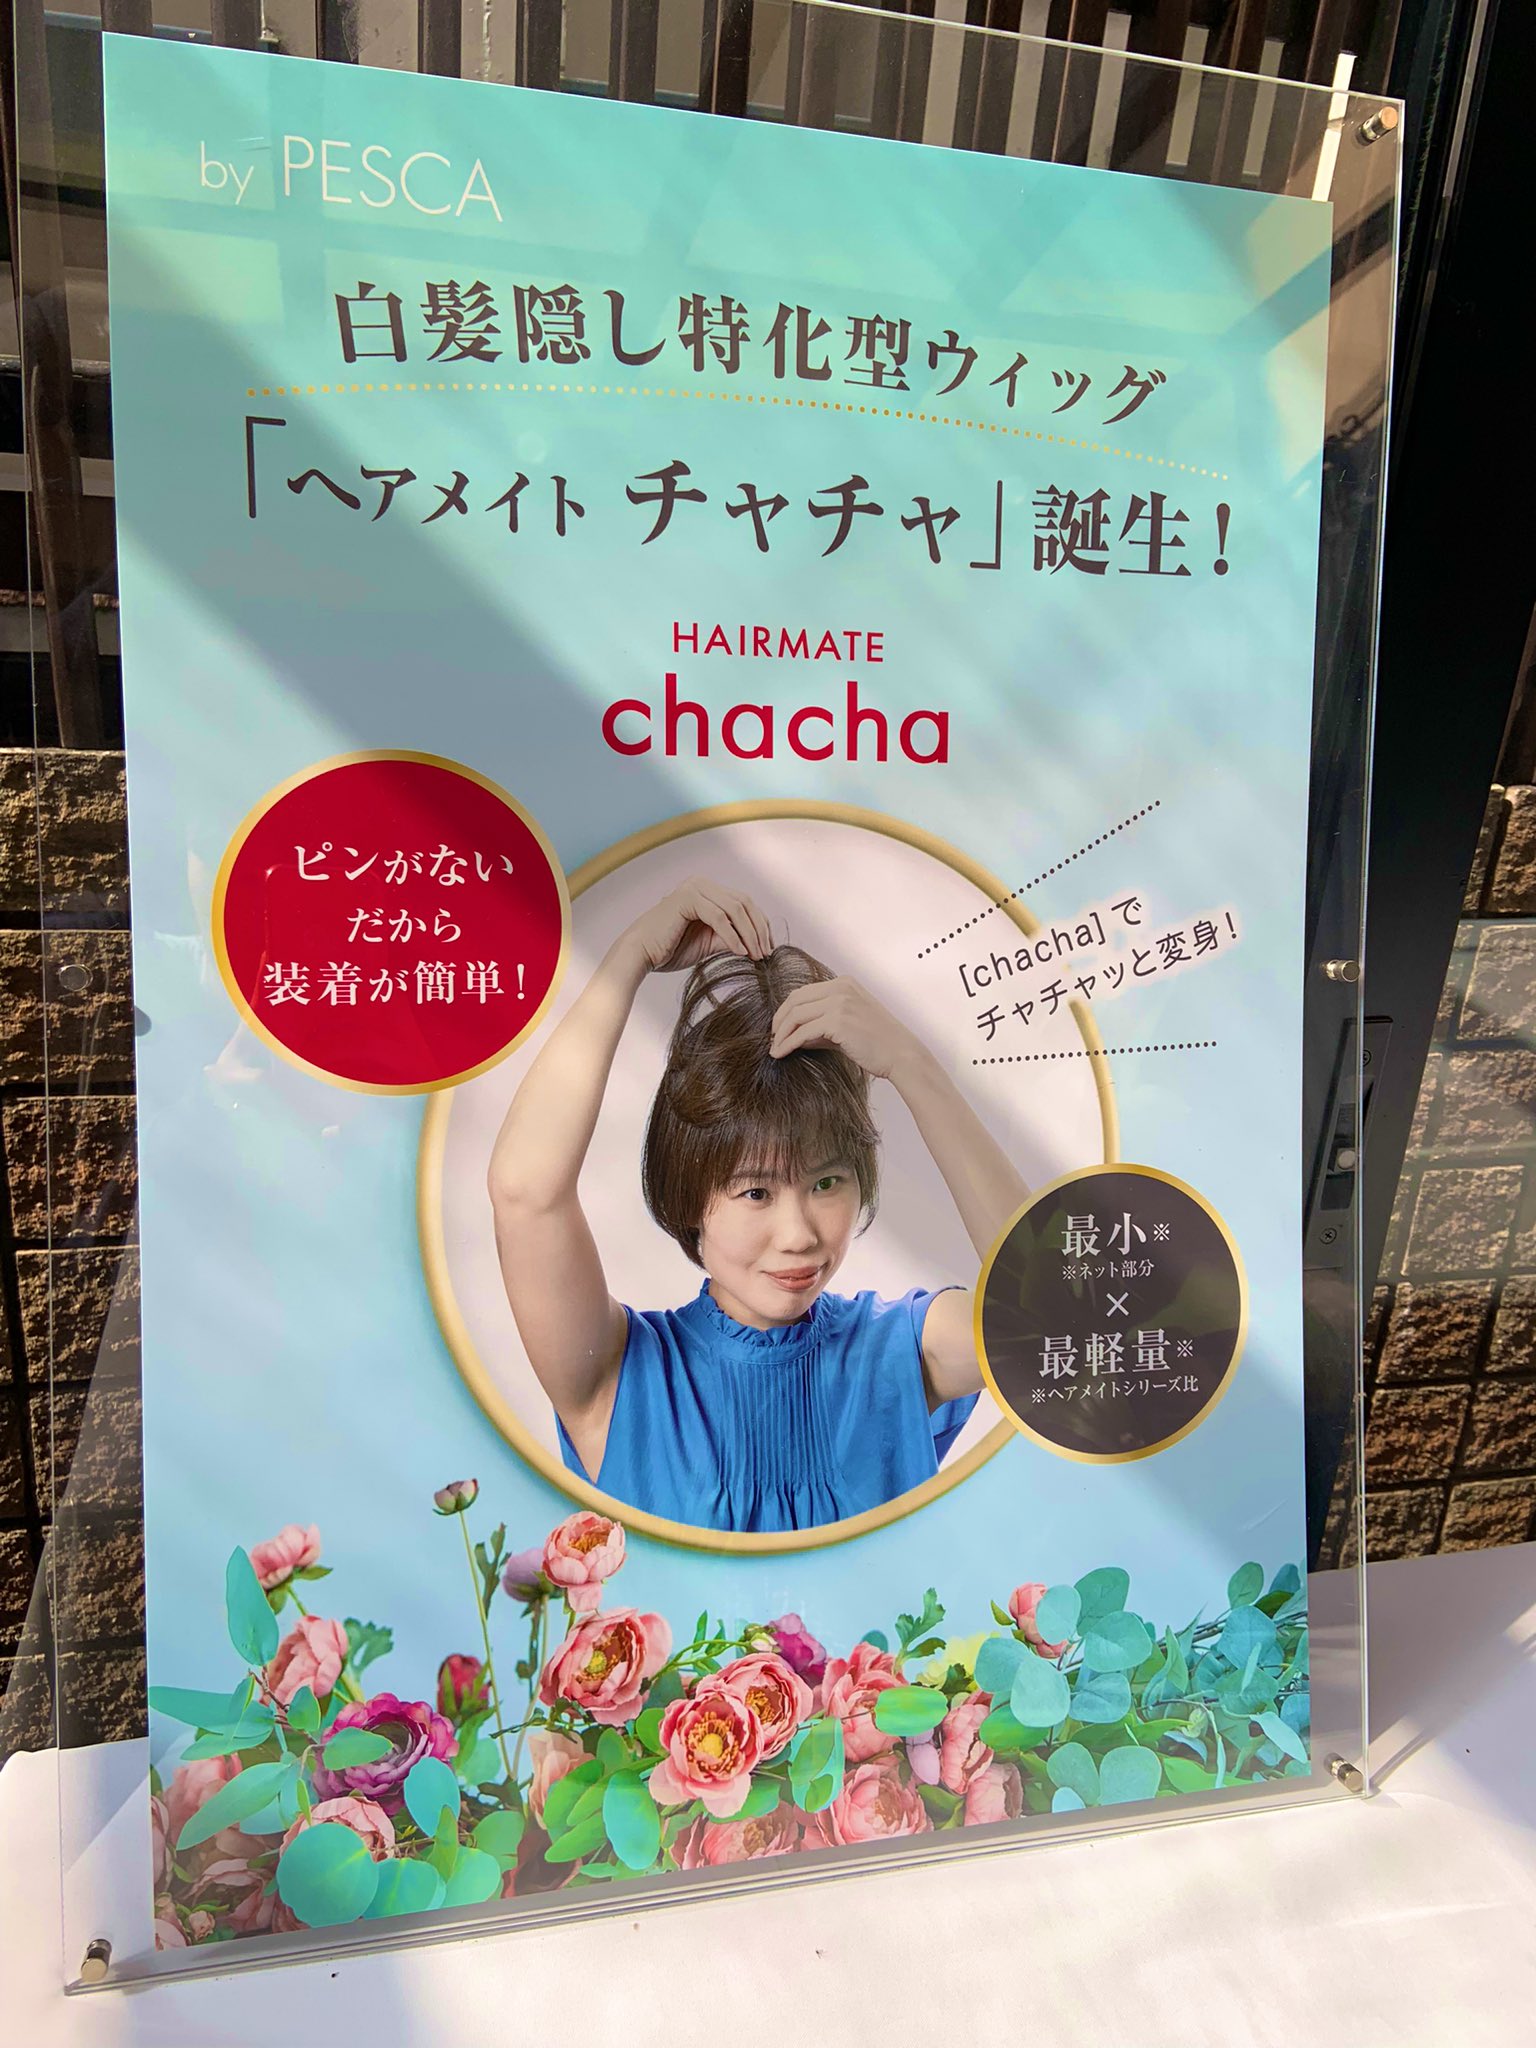 by PESCA
白髪隠し特化型ウィッグ
「ヘアメイト チャチャ」誕生!
HAIRMATE
chacha
ピンがない
だから
装着が簡単!
[chacha]で
チャチャッと変身!
最小※
※ネット部分
×
最軽量※
※ヘアメイトシリーズ比